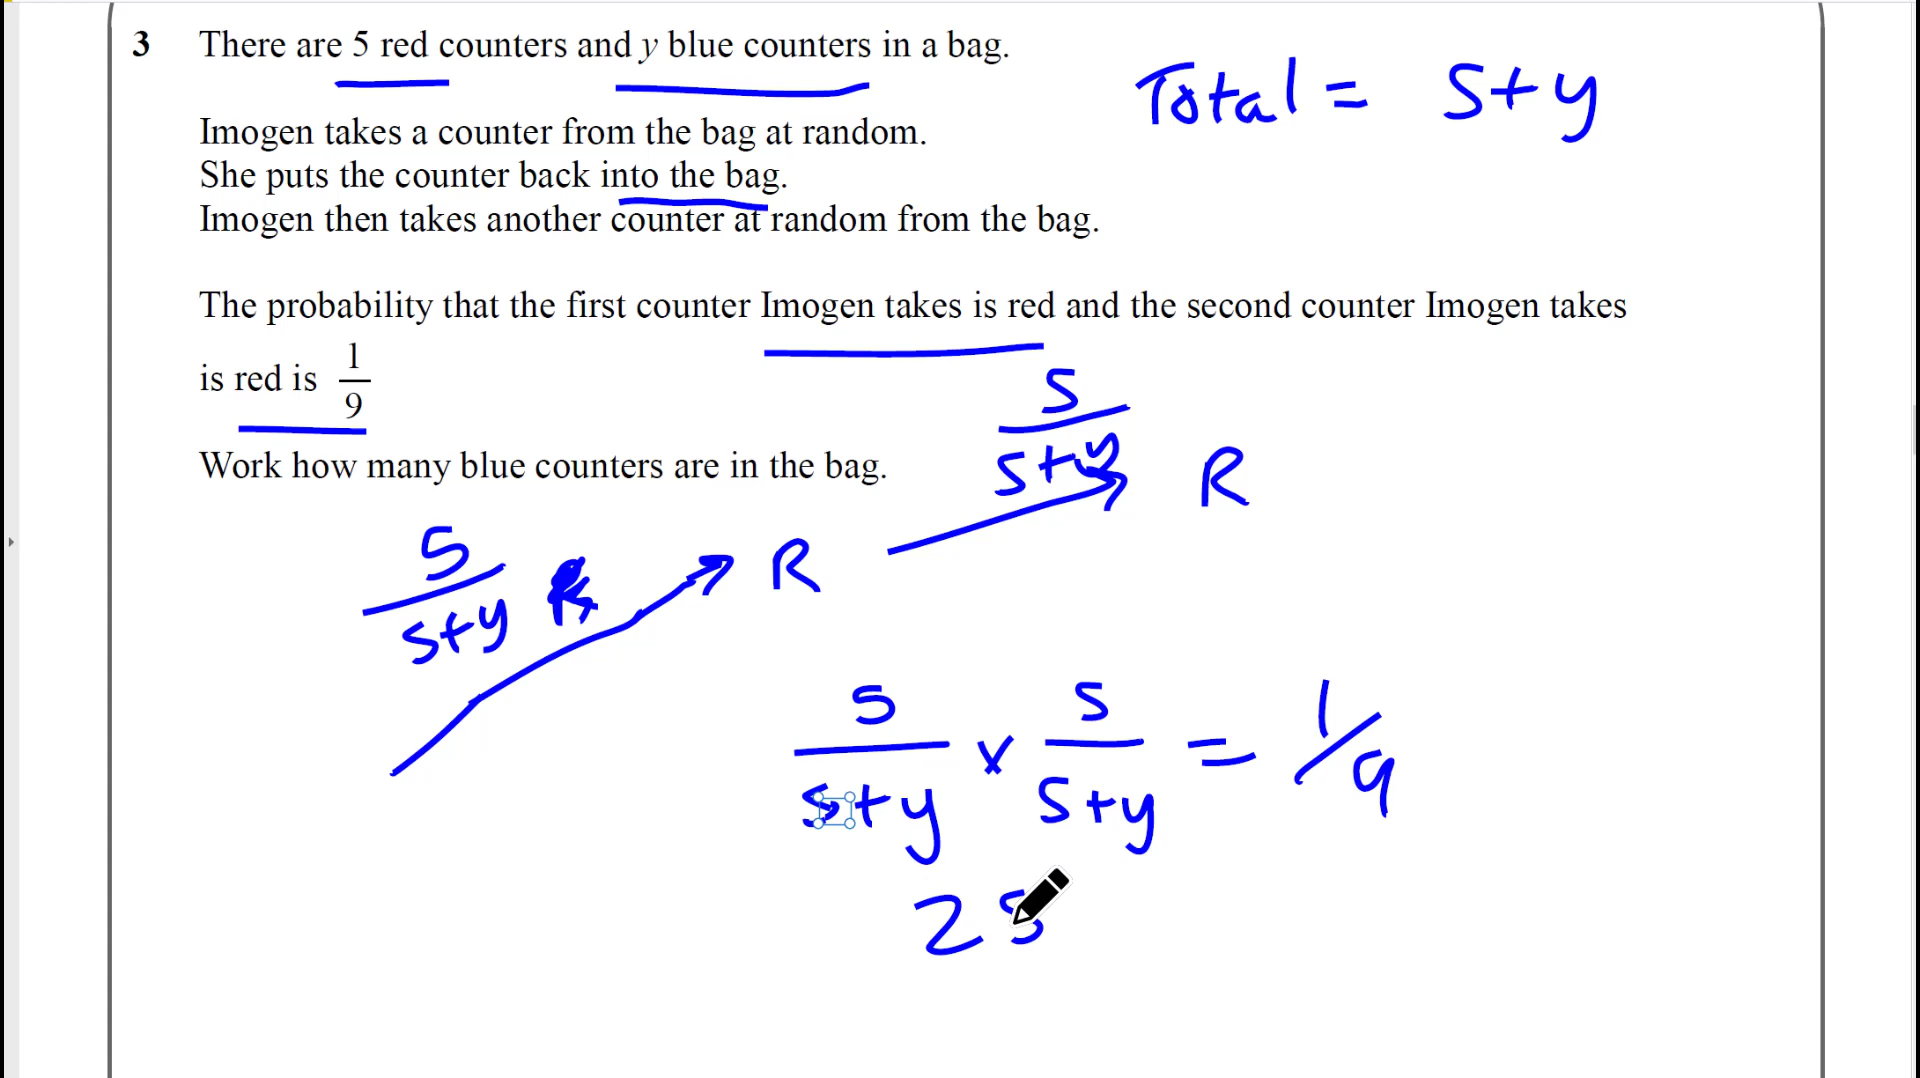 3 There are 5 red counters and y blue counters in a bag.
Total = 5+y
Imogen takes a counter from the bag at random.
She puts the counter back into the bag.
Imogen then takes another counter at random from the bag.
The probability that the first counter Imogen takes is red and the second counter Imogen takes
is red is 1/9
Work how many blue counters are in the bag.
5/5+y R
5/5+y R
5/5+y × 5/5+y = 1/9
25